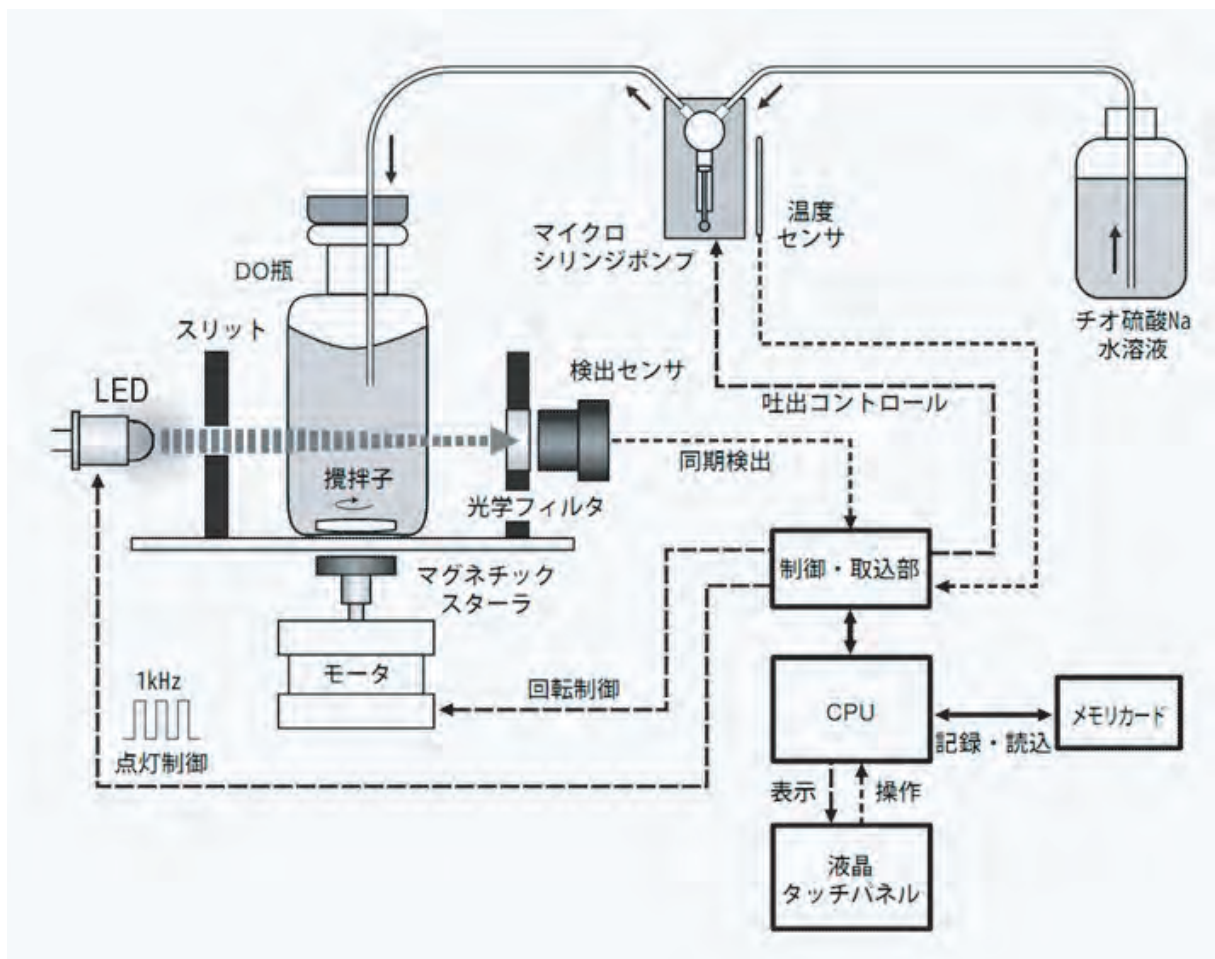 マイクロ
シリンジポンプ
温度
センサ
DO瓶
チオ硫酸Na
水溶液
スリット
検出センサ
LED
吐出コントロール
同期検出
攪拌子
光学フィルタ
制御・取込部
マグネチック
スターラ
モータ
回転制御
1kHz
点灯制御
CPU
メモリカード
記録・読込
表示
操作
液晶
タッチパネル